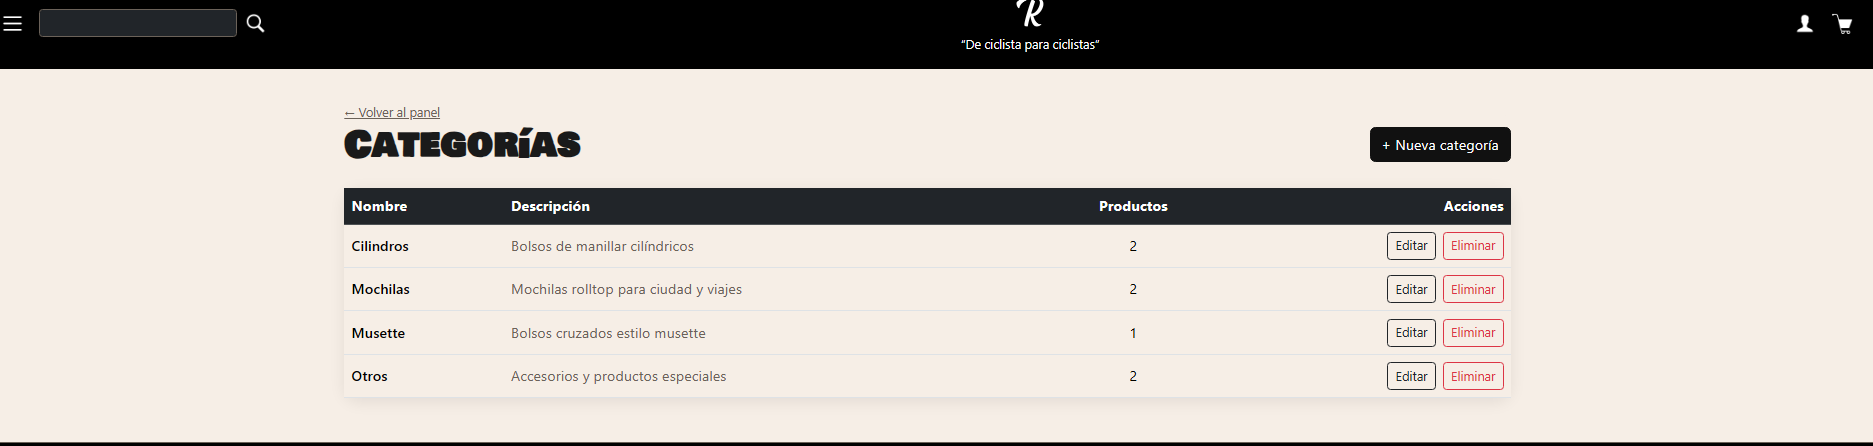 R
“De ciclista para ciclistas”
← Volver al panel
Categorías
+ Nueva categoría
Nombre Descripción Productos Acciones
Cilindros Bolsos de manillar cilíndricos 2 Editar Eliminar
Mochilas Mochilas rolltop para ciudad y viajes 2 Editar Eliminar
Musette Bolsos cruzados estilo musette 1 Editar Eliminar
Otros Accesorios y productos especiales 2 Editar Eliminar